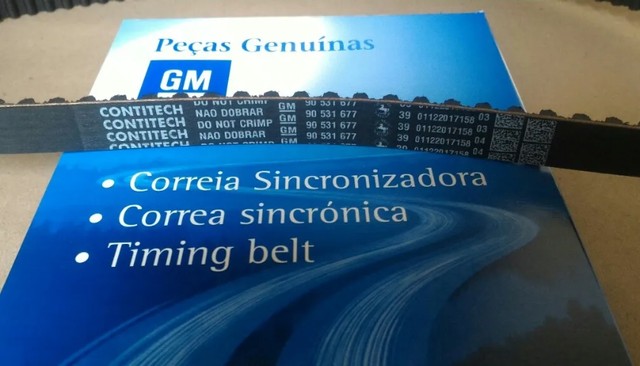 Peças Genuínas
GM
DO NOT CRIMP GM 90 531 677
CONTITECH NAO DOBRAR GM 90 531 677 39 01122017158 03
CONTITECH DO NOT CRIMP GM 90 531 677 39 01122017158 03
CONTITECH NAO DOBRAR GM 90 531 677 39 01122017158 04
CONTITECH 04
• Correia Sincronizadora
• Correa sincrónica
• Timing belt